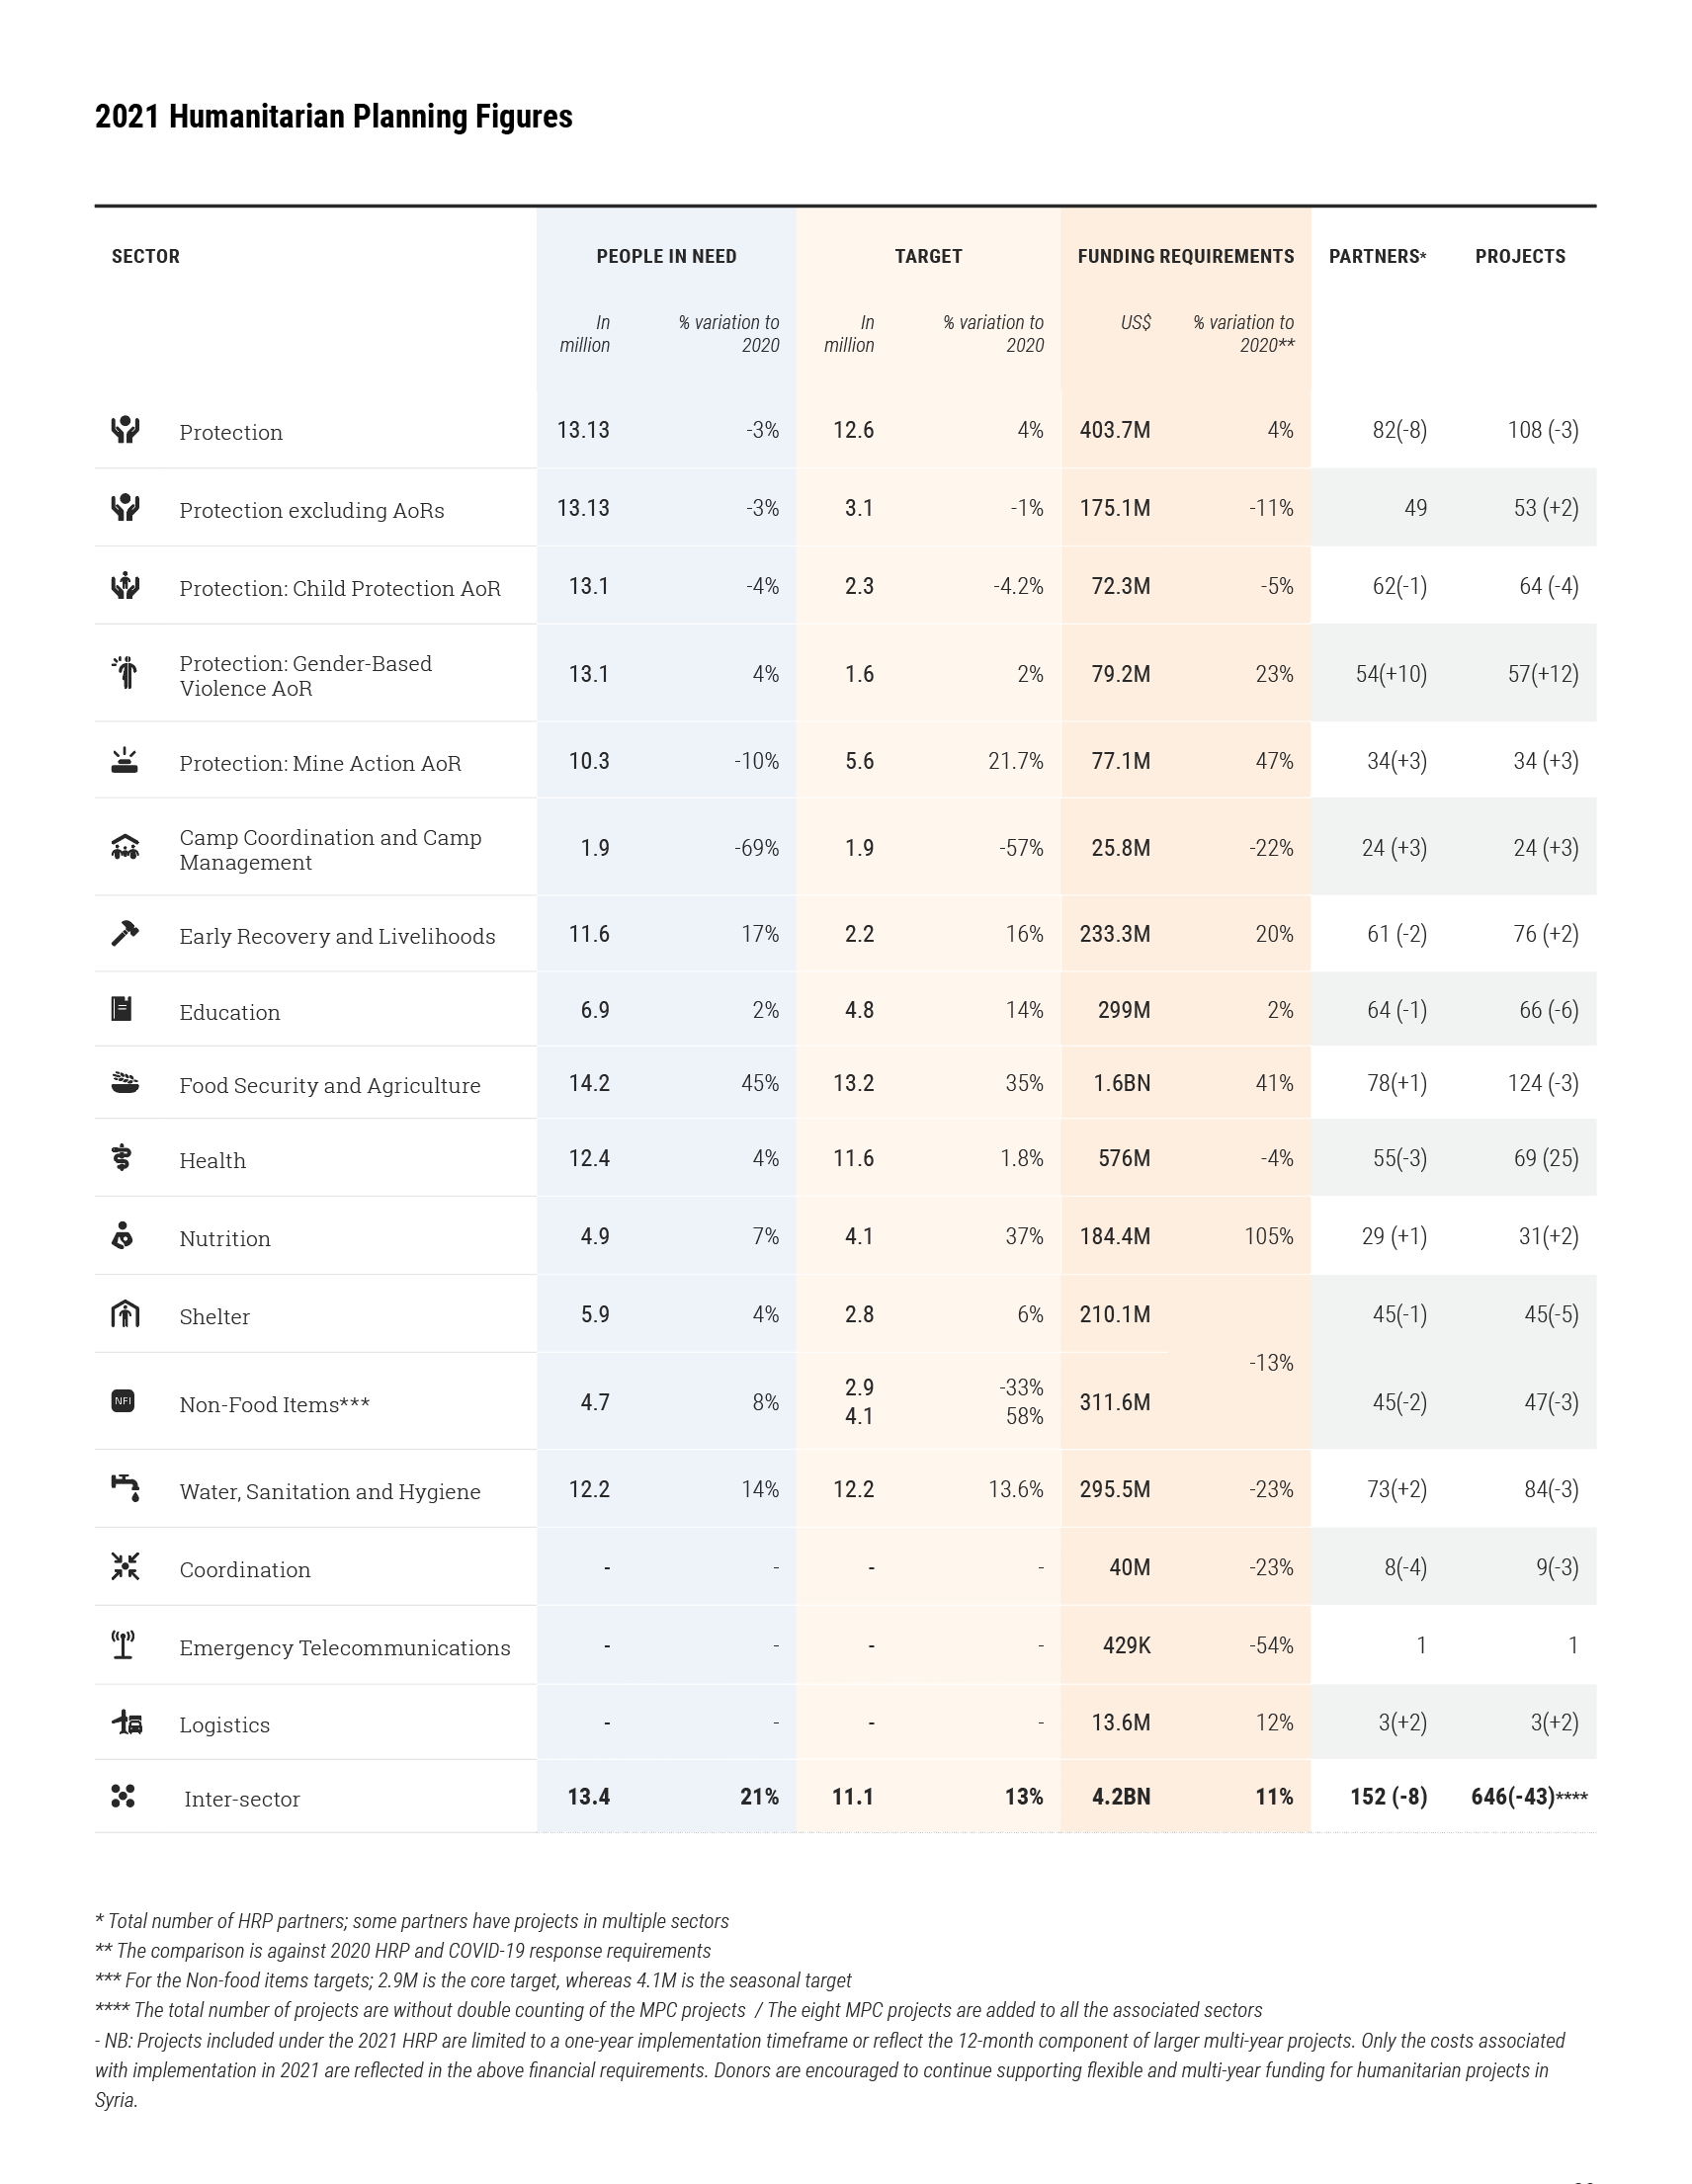 2021 Humanitarian Planning Figures
SECTOR PEOPLE IN NEED TARGET FUNDING REQUIREMENTS PARTNERS* PROJECTS
In million % variation to 2020 In million % variation to 2020 US$ % variation to 2020**
Protection 13.13 -3% 12.6 4% 403.7M 4% 82(-8) 108 (-3)
Protection excluding AoRs 13.13 -3% 3.1 -1% 175.1M -11% 49 53 (+2)
Protection: Child Protection AoR 13.1 -4% 2.3 -4.2% 72.3M -5% 62(-1) 64 (-4)
Protection: Gender-Based
Violence AoR 13.1 4% 1.6 2% 79.2M 23% 54(+10) 57(+12)
Protection: Mine Action AoR 10.3 -10% 5.6 21.7% 77.1M 47% 34(+3) 34 (+3)
Camp Coordination and Camp
Management 1.9 -69% 1.9 -57% 25.8M -22% 24 (+3) 24 (+3)
Early Recovery and Livelihoods 11.6 17% 2.2 16% 233.3M 20% 61 (-2) 76 (+2)
Education 6.9 2% 4.8 14% 299M 2% 64 (-1) 66 (-6)
Food Security and Agriculture 14.2 45% 13.2 35% 1.6BN 41% 78(+1) 124 (-3)
Health 12.4 4% 11.6 1.8% 576M -4% 55(-3) 69 (25)
Nutrition 4.9 7% 4.1 37% 184.4M 105% 29 (+1) 31(+2)
Shelter 5.9 4% 2.8 6% 210.1M 45(-1) 45(-5)
-13%
NFI Non-Food Items*** 4.7 8% 2.9 -33% 311.6M 45(-2) 47(-3)
4.1 58%
Water, Sanitation and Hygiene 12.2 14% 12.2 13.6% 295.5M -23% 73(+2) 84(-3)
Coordination - - - - 40M -23% 8(-4) 9(-3)
Emergency Telecommunications - - - - 429K -54% 1 1
Logistics - - - - 13.6M 12% 3(+2) 3(+2)
Inter-sector 13.4 21% 11.1 13% 4.2BN 11% 152 (-8) 646(-43)****
* Total number of HRP partners; some partners have projects in multiple sectors
** The comparison is against 2020 HRP and COVID-19 response requirements
*** For the Non-food items targets; 2.9M is the core target, whereas 4.1M is the seasonal target
**** The total number of projects are without double counting of the MPC projects / The eight MPC projects are added to all the associated sectors
- NB: Projects included under the 2021 HRP are limited to a one-year implementation timeframe or reflect the 12-month component of larger multi-year projects. Only the costs associated
with implementation in 2021 are reflected in the above financial requirements. Donors are encouraged to continue supporting flexible and multi-year funding for humanitarian projects in
Syria.